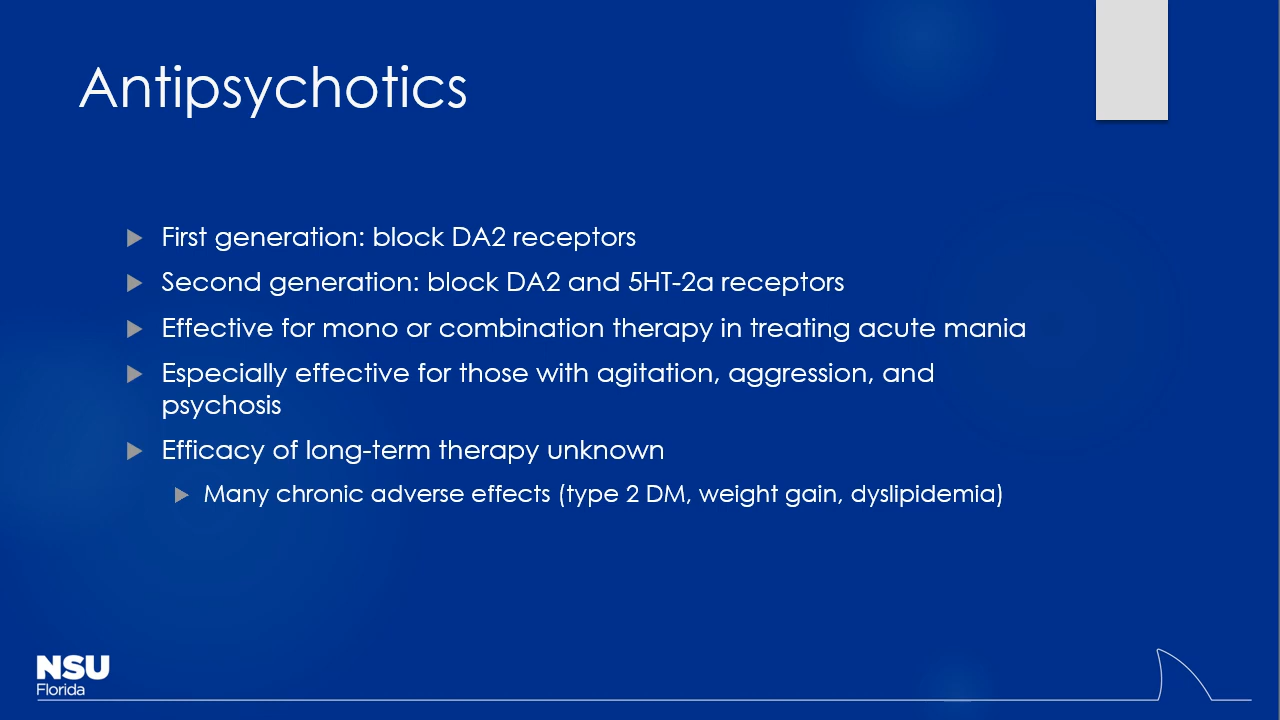 Antipsychotics
First generation: block DA2 receptors
Second generation: block DA2 and 5HT-2a receptors
Effective for mono or combination therapy in treating acute mania
Especially effective for those with agitation, aggression, and
psychosis
Efficacy of long-term therapy unknown
Many chronic adverse effects (type 2 DM, weight gain, dyslipidemia)
NSU
Florida